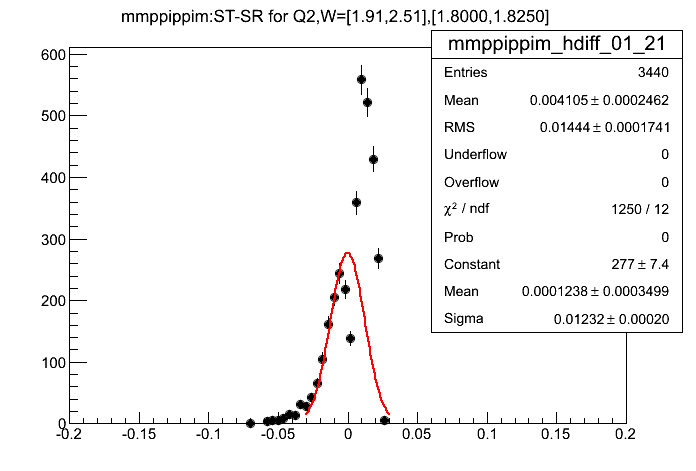 mmppippim:ST-SR for Q2,W=[1.91,2.51],[1.8000,1.8250]
mmppippim_hdiff_01_21
Entries 3440
Mean 0.004105 ± 0.0002462
RMS 0.01444 ± 0.0001741
Underflow 0
Overflow 0
χ² / ndf 1250 / 12
Prob 0
Constant 277 ± 7.4
Mean 0.0001238 ± 0.0003499
Sigma 0.01232 ± 0.00020
600
500
400
300
200
100
0
-0.2 -0.15 -0.1 -0.05 0 0.05 0.1 0.15 0.2